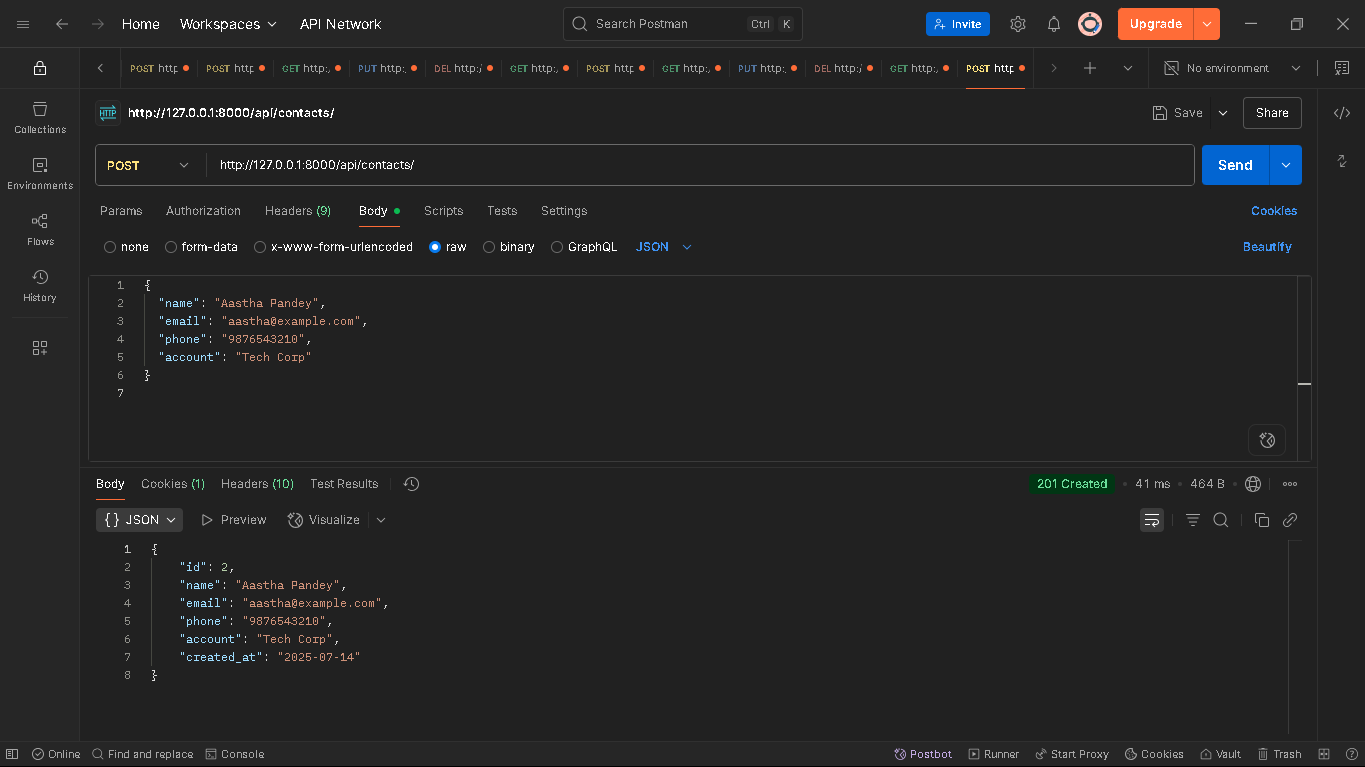 Home Workspaces API Network Search Postman Ctrl K Invite Upgrade
POST http POST http GET http:, PUT http:, DEL http:/ GET http:, POST http GET http:, PUT http:, DEL http:/ GET http:, POST http No environment
HTTP http://127.0.0.1:8000/api/contacts/ Save Share
POST http://127.0.0.1:8000/api/contacts/ Send
Params Authorization Headers (9) Body Scripts Tests Settings Cookies
none form-data x-www-form-urlencoded raw binary GraphQL JSON Beautify
1 {
2 "name": "Aastha Pandey",
3 "email": "aastha@example.com",
4 "phone": "9876543210",
5 "account": "Tech Corp"
6 }
7
Collections
Environments
Flows
History
Body Cookies (1) Headers (10) Test Results 201 Created • 41 ms • 464 B •
{} JSON Preview Visualize
1 {
2 "id": 2,
3 "name": "Aastha Pandey",
4 "email": "aastha@example.com",
5 "phone": "9876543210",
6 "account": "Tech Corp",
7 "created_at": "2025-07-14"
8 }
Online Find and replace Console Postbot Runner Start Proxy Cookies Vault Trash